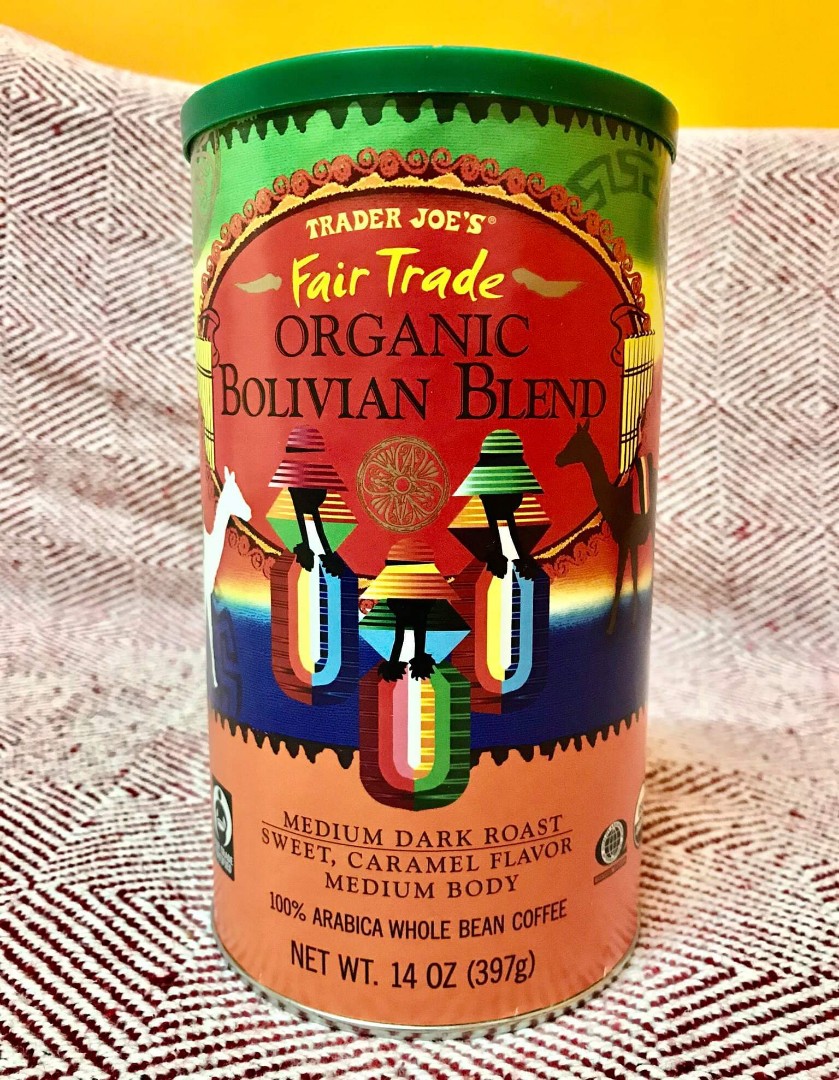 TRADER JOE'S®
Fair Trade
ORGANIC
BOLIVIAN BLEND
MEDIUM DARK ROAST
SWEET, CARAMEL FLAVOR
MEDIUM BODY
100% ARABICA WHOLE BEAN COFFEE
NET WT. 14 OZ (397g)